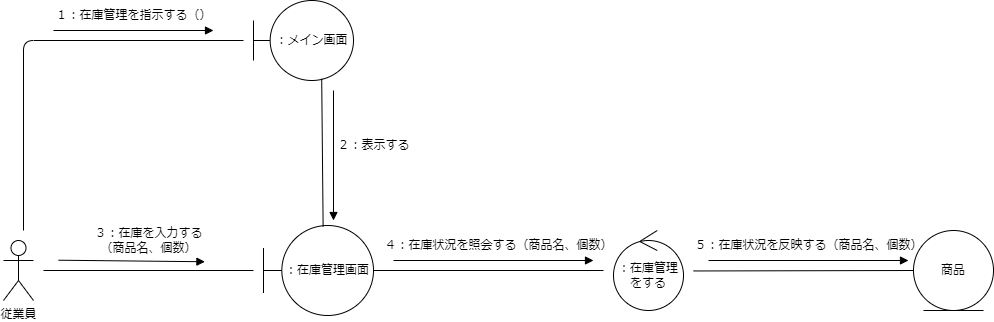 1：在庫管理を指示する（）
：メイン画面
2：表示する
3：在庫を入力する
（商品名、個数）
：在庫管理画面
4：在庫状況を照会する（商品名、個数）
：在庫管理
をする
5：在庫状況を反映する（商品名、個数）
商品
従業員